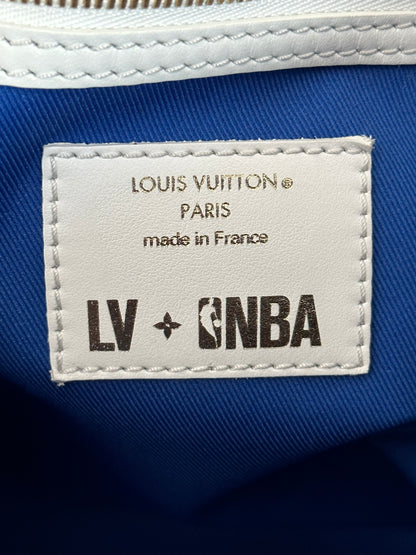 LOUIS VUITTON®
PARIS
made in France
LV + NBA